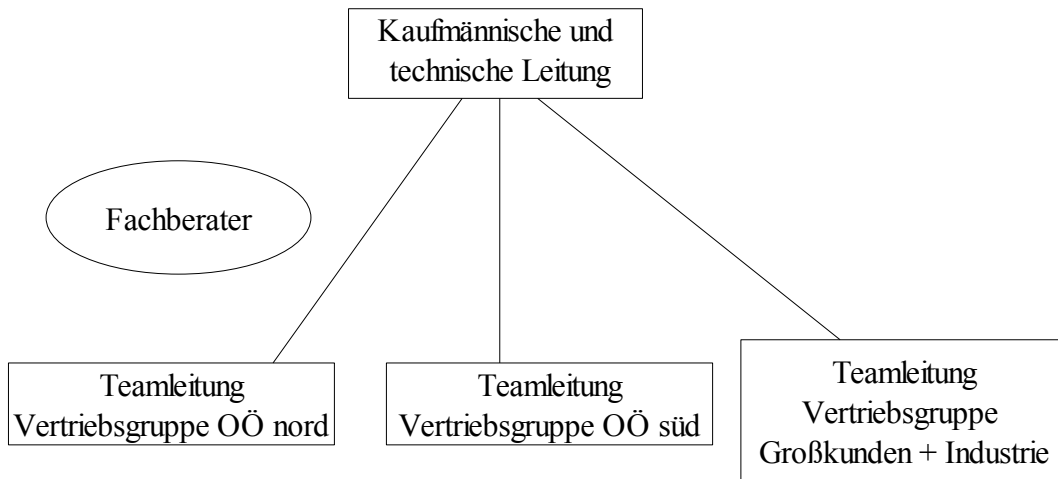 Kaufmännische und
technische Leitung
Fachberater
Teamleitung
Vertriebsgruppe OÖ nord
Teamleitung
Vertriebsgruppe OÖ süd
Teamleitung
Vertriebsgruppe
Großkunden + Industrie